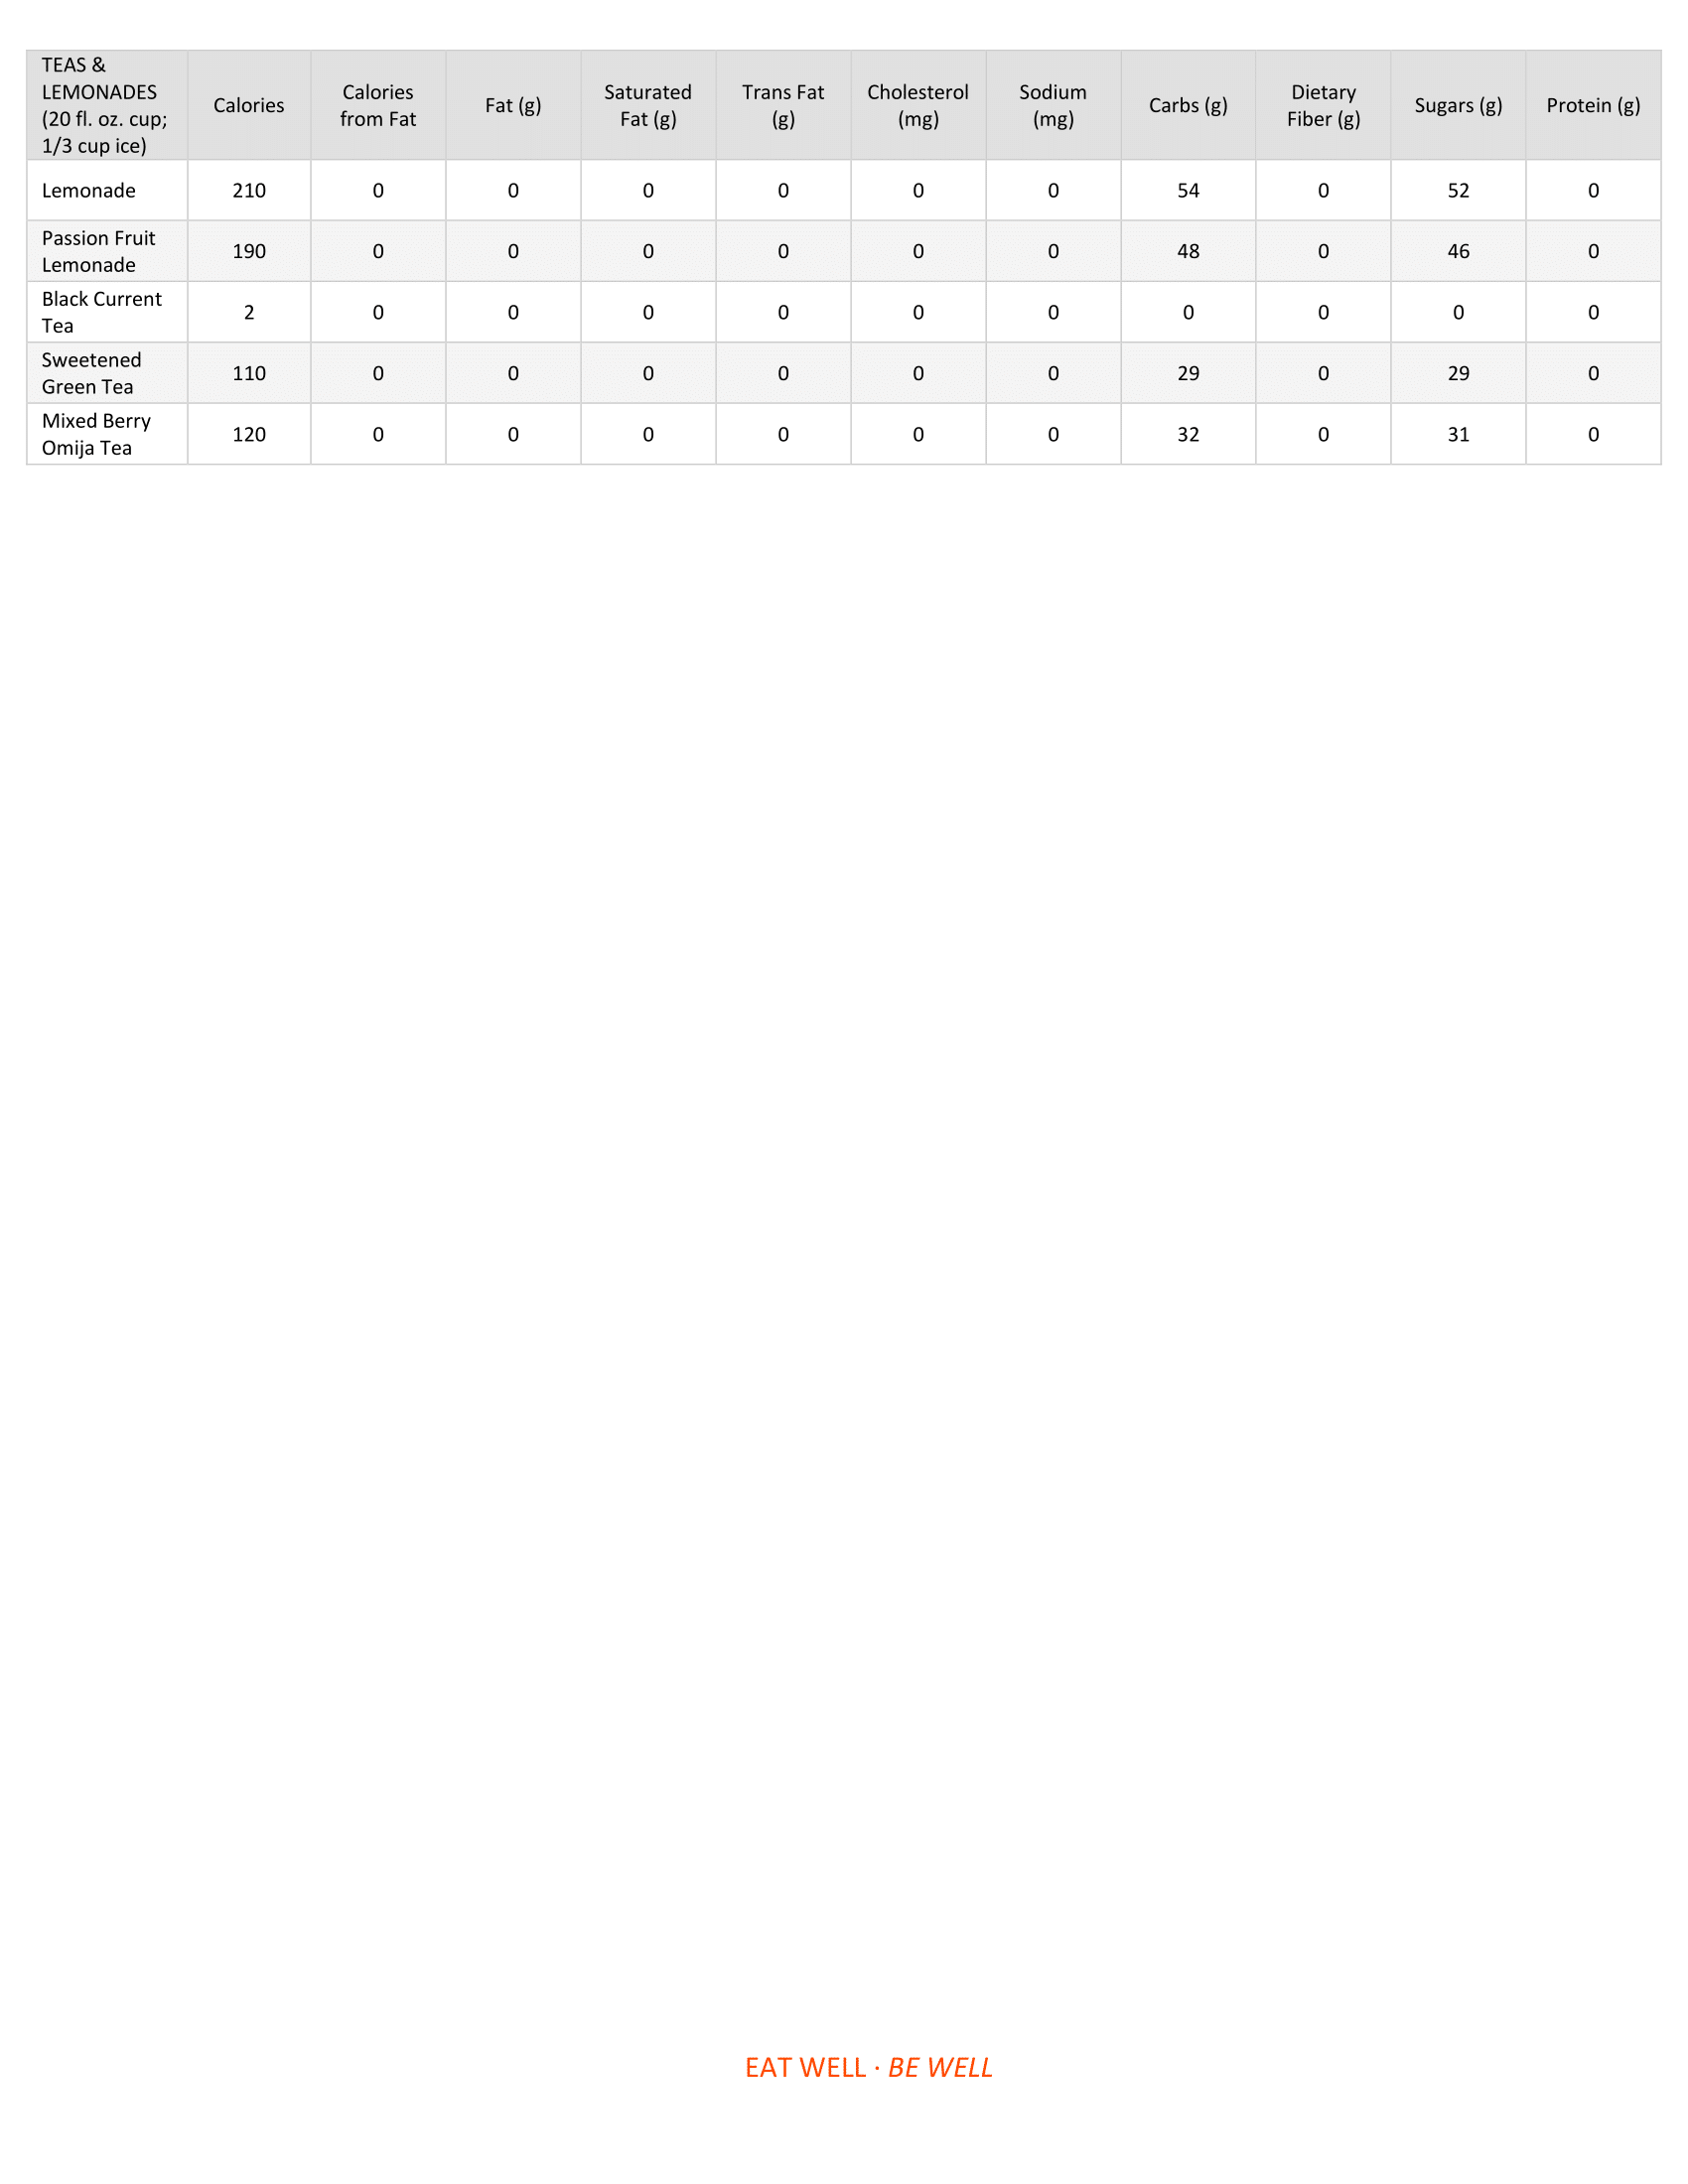 TEAS &
LEMONADES
(20 fl. oz. cup;
1/3 cup ice)
Calories
Calories
from Fat
Fat (g)
Saturated
Fat (g)
Trans Fat
(g)
Cholesterol
(mg)
Sodium
(mg)
Carbs (g)
Dietary
Fiber (g)
Sugars (g)
Protein (g)
Lemonade 210 0 0 0 0 0 0 54 0 52 0
Passion Fruit
Lemonade
190 0 0 0 0 0 0 48 0 46 0
Black Current
Tea
2 0 0 0 0 0 0 0 0 0 0
Sweetened
Green Tea
110 0 0 0 0 0 0 29 0 29 0
Mixed Berry
Omija Tea
120 0 0 0 0 0 0 32 0 31 0
EAT WELL · BE WELL